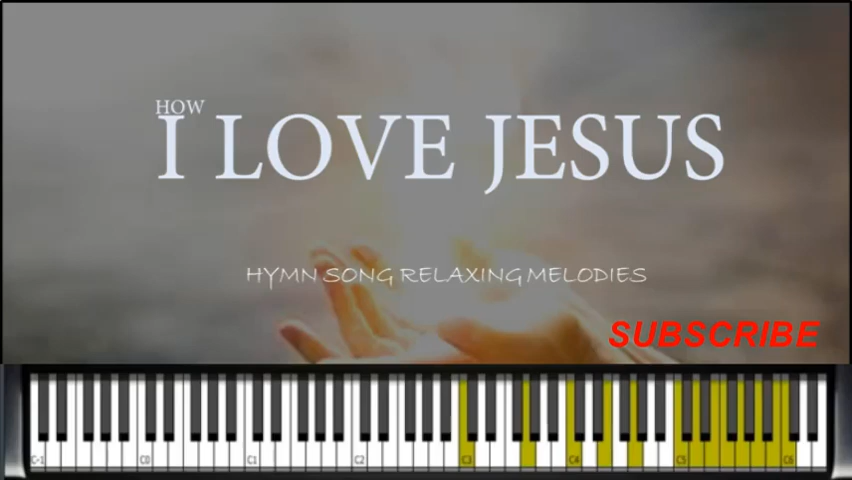 HOW
I LOVE JESUS
HYMN SONG RELAXING MELODIES
SUBSCRIBE
C-1 C0 C1 C2 C3 C4 C5 C6